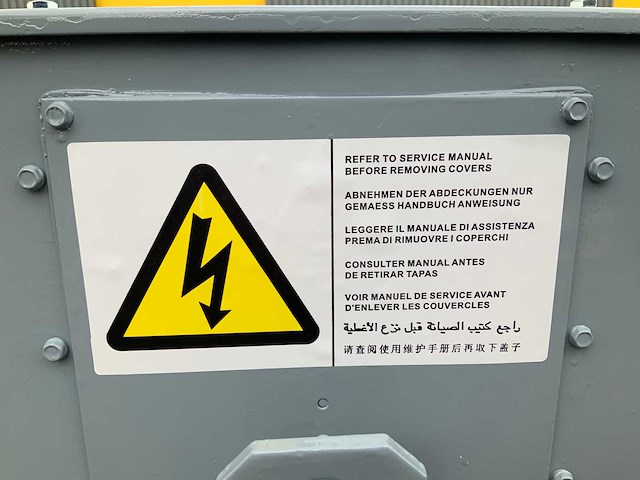 REFER TO SERVICE MANUAL
BEFORE REMOVING COVERS
ABNEHMEN DER ABDECKUNGEN NUR
GEMAESS HANDBUCH ANWEISUNG
LEGGERE IL MANUALE DI ASSISTENZA
PREMA DI RIMUOVRE I COPERCHI
CONSULTER MANUAL ANTES
DE RETIRAR TAPAS
VOIR MANUEL DE SERVICE AVANT
D'ENLEVER LES COUVERCLES
راجع كتيب الصيانة قبل نزع الأغطية
请查阅使用维护手册后再取下盖子